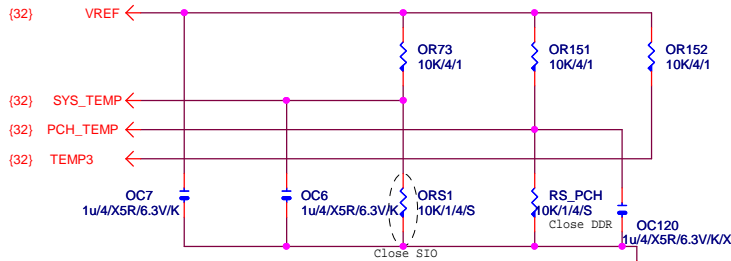 {32} VREF
OR73
10K/4/1
OR151
10K/4/1
OR152
10K/4/1
{32} SYS_TEMP
{32} PCH_TEMP
{32} TEMP3
OC7
1u/4/X5R/6.3V/K
OC6
1u/4/X5R/6.3V/K
ORS1
10K/1/4/S
Close SIO
RS_PCH
10K/1/4/S
Close DDR
OC120
1u/4/X5R/6.3V/K/X